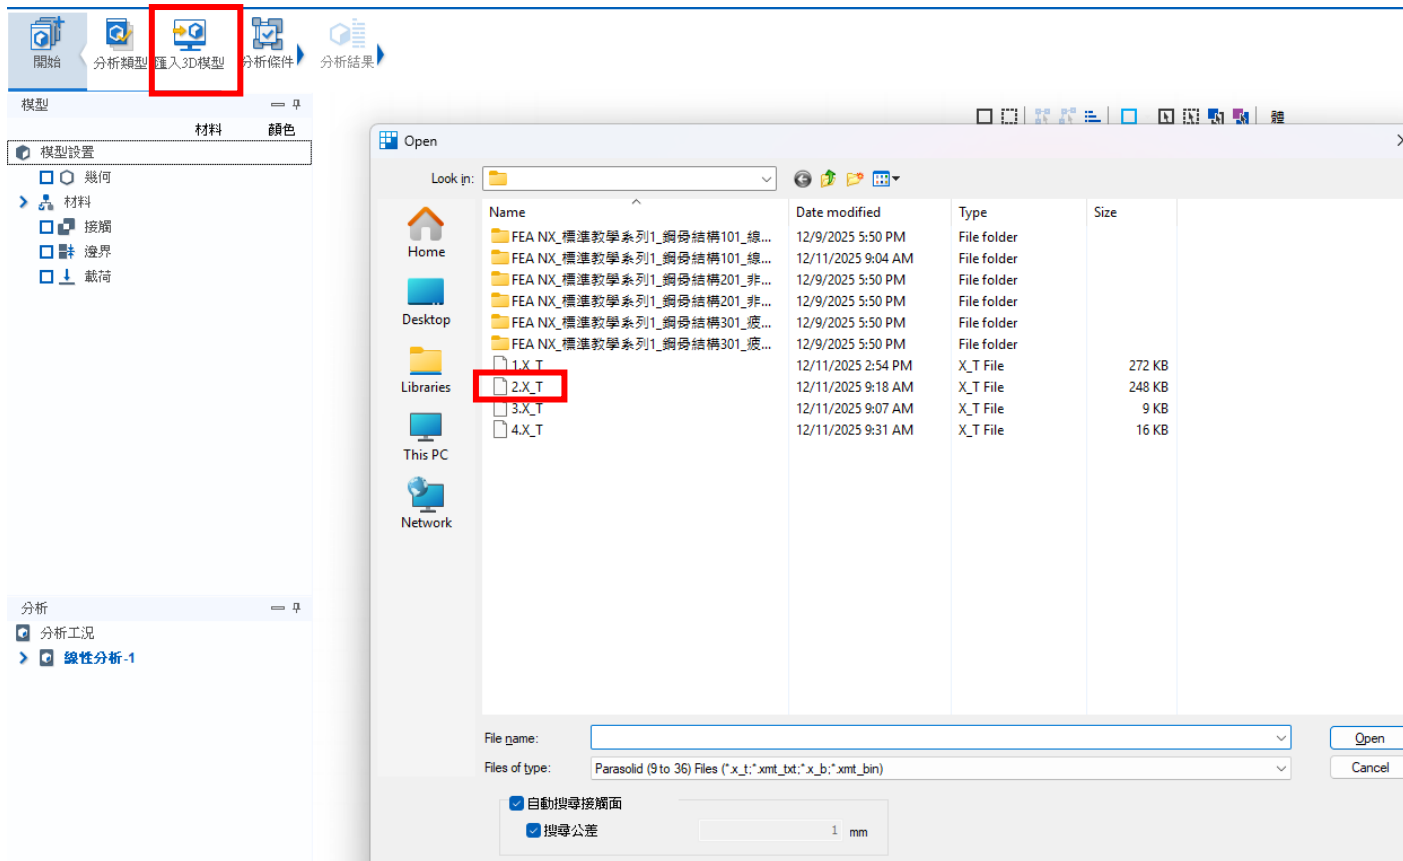 開始
分析類型
匯入3D模型
分析條件
分析結果
模型
材料 顏色
模型設置
幾何
材料
接觸
邊界
載荷
體
Open
Look in:
Home
Desktop
Libraries
This PC
Network
Name Date modified Type Size
FEA NX_標準教學系列1_鋼骨結構101_線... 12/9/2025 5:50 PM File folder
FEA NX_標準教學系列1_鋼骨結構101_線... 12/11/2025 9:04 AM File folder
FEA NX_標準教學系列1_鋼骨結構201_非... 12/9/2025 5:50 PM File folder
FEA NX_標準教學系列1_鋼骨結構201_非... 12/9/2025 5:50 PM File folder
FEA NX_標準教學系列1_鋼骨結構301_疲... 12/9/2025 5:50 PM File folder
FEA NX_標準教學系列1_鋼骨結構301_疲... 12/9/2025 5:50 PM File folder
1.X_T 12/11/2025 2:54 PM X_T File 272 KB
2.X_T 12/11/2025 9:18 AM X_T File 248 KB
3.X_T 12/11/2025 9:07 AM X_T File 9 KB
4.X_T 12/11/2025 9:31 AM X_T File 16 KB
分析
分析工況
線性分析-1
File name:
Open
Files of type: Parasolid (9 to 36) Files (*.x_t;*.xmt_txt;*.x_b;*.xmt_bin)
Cancel
自動搜尋接觸面
搜尋公差 1 mm